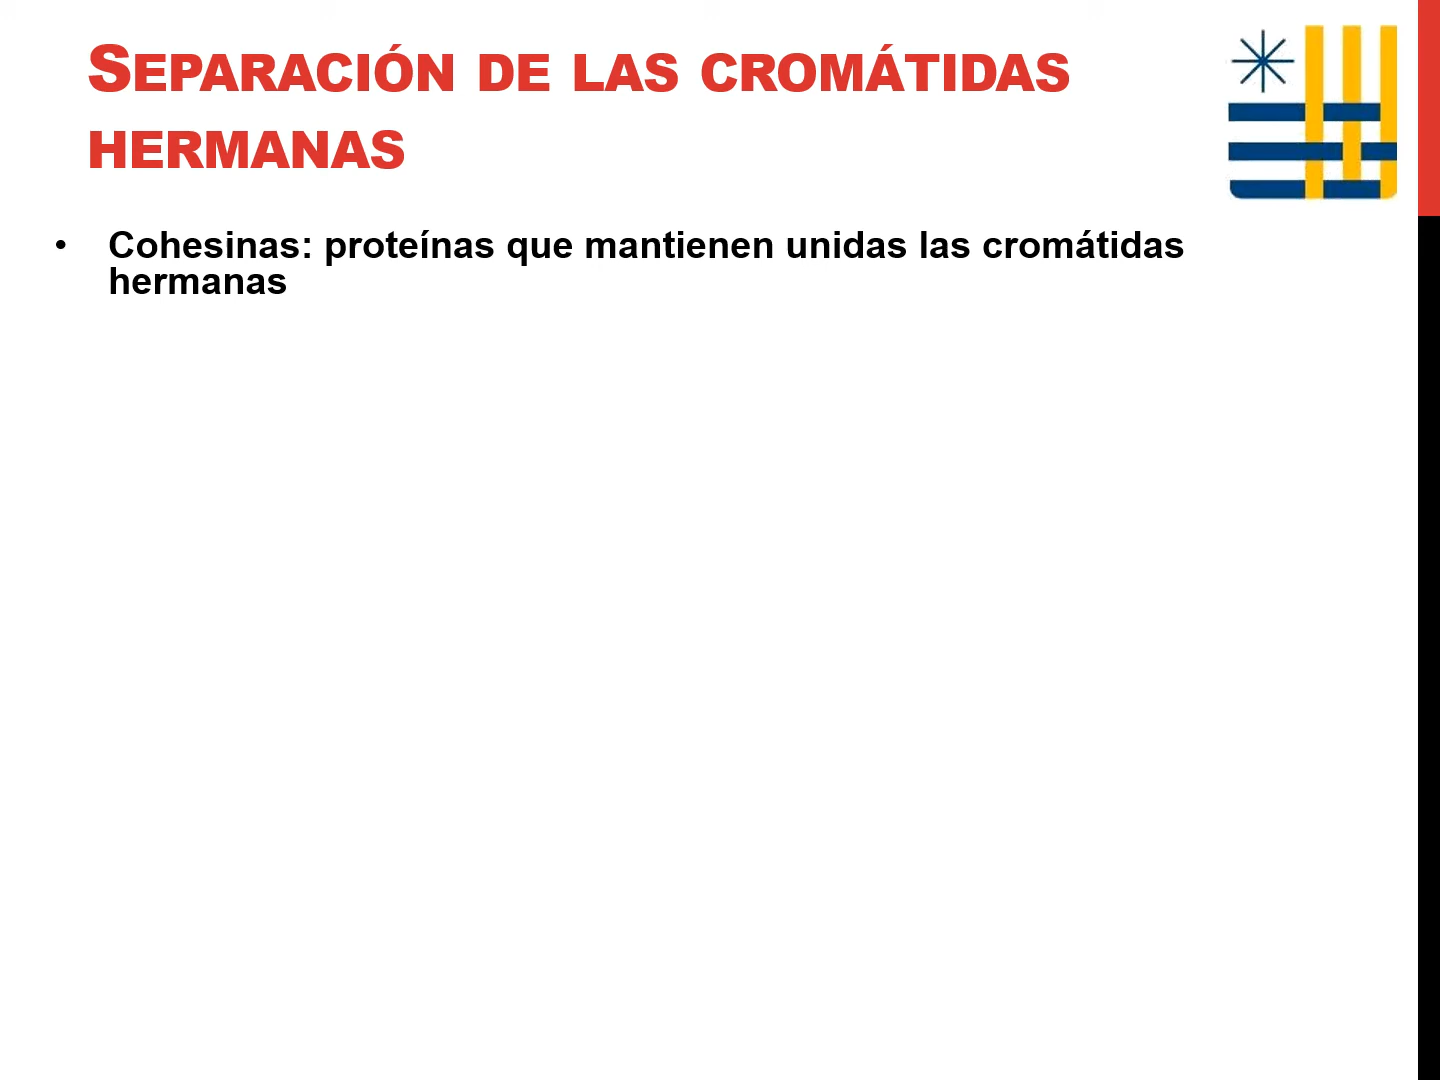 SEPARACIÓN DE LAS CROMÁTIDAS
HERMANAS
• Cohesinas: proteínas que mantienen unidas las cromátidas
hermanas